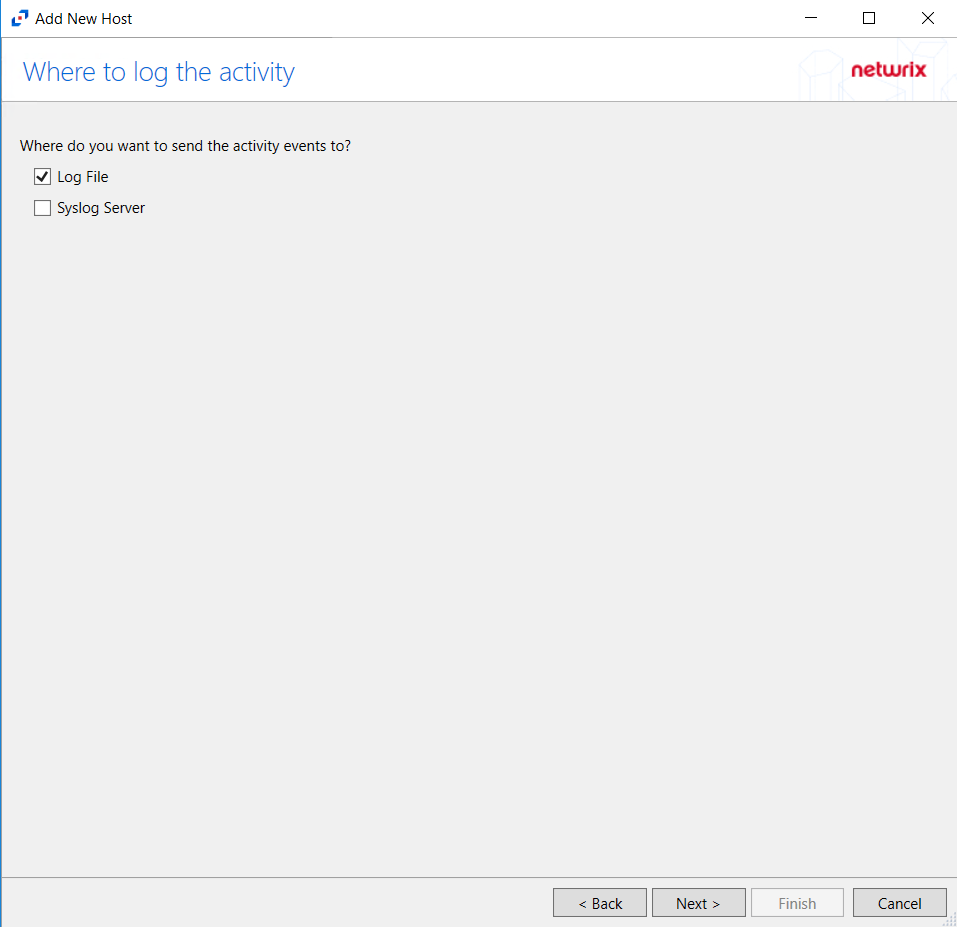 Add New Host
Where to log the activity
netwrix
Where do you want to send the activity events to?
Log File
Syslog Server
< Back
Next >
Finish
Cancel